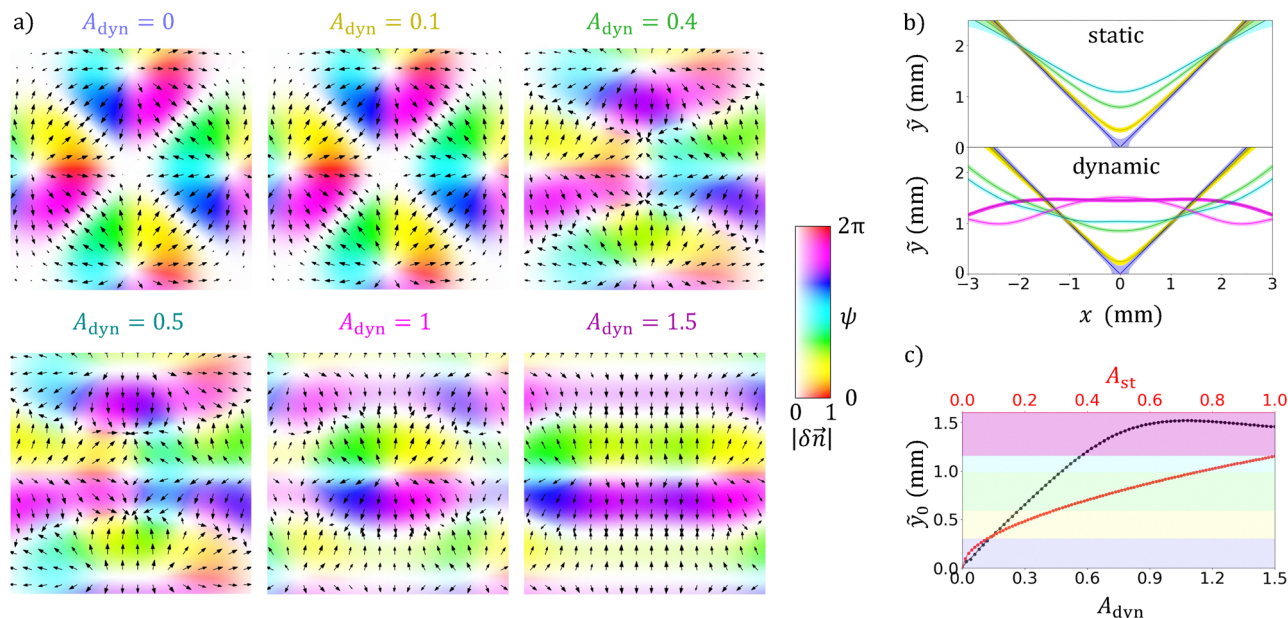 a)
A_dyn = 0
A_dyn = 0.1
A_dyn = 0.4
A_dyn = 0.5
A_dyn = 1
A_dyn = 1.5
2π
ψ
0
0 1
|δn⃗|
b)
static
2
1
0
ỹ (mm)
dynamic
2
1
0
ỹ (mm)
−3 −2 −1 0 1 2 3
x (mm)
c)
A_st
0.0 0.2 0.4 0.6 0.8 1.0
1.5
1.0
0.5
0.0
ỹ₀ (mm)
0.0 0.3 0.6 0.9 1.2 1.5
A_dyn